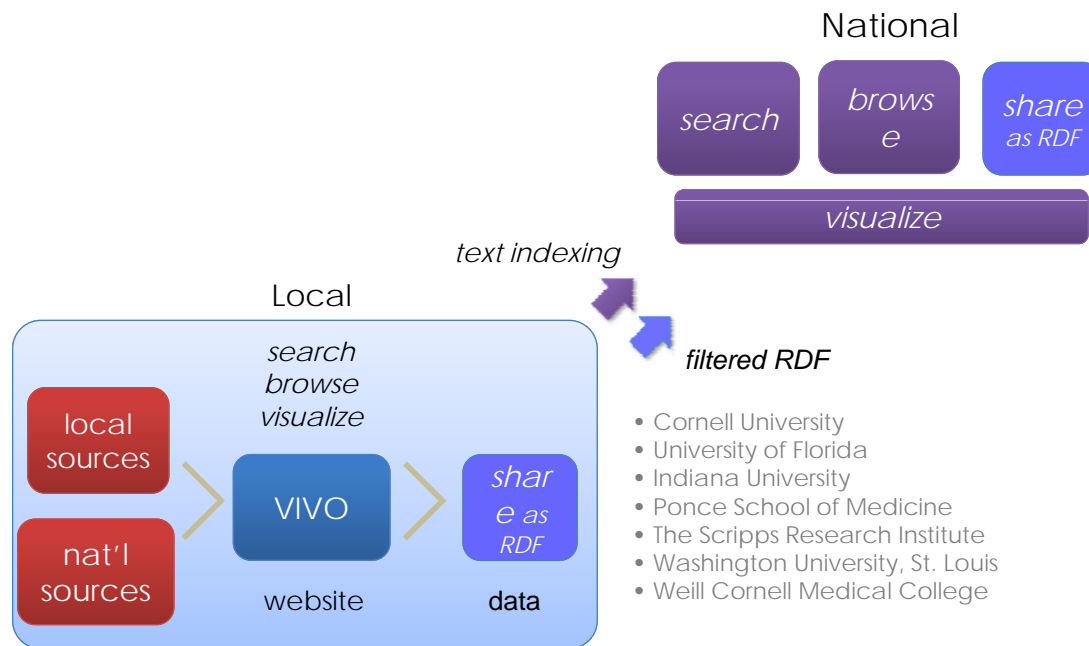 National
search
brows
e
share
as RDF
visualize
text indexing
Local
search
browse
visualize
local
sources
nat’l
sources
VIVO
website
shar
e as
RDF
data
filtered RDF
• Cornell University
• University of Florida
• Indiana University
• Ponce School of Medicine
• The Scripps Research Institute
• Washington University, St. Louis
• Weill Cornell Medical College